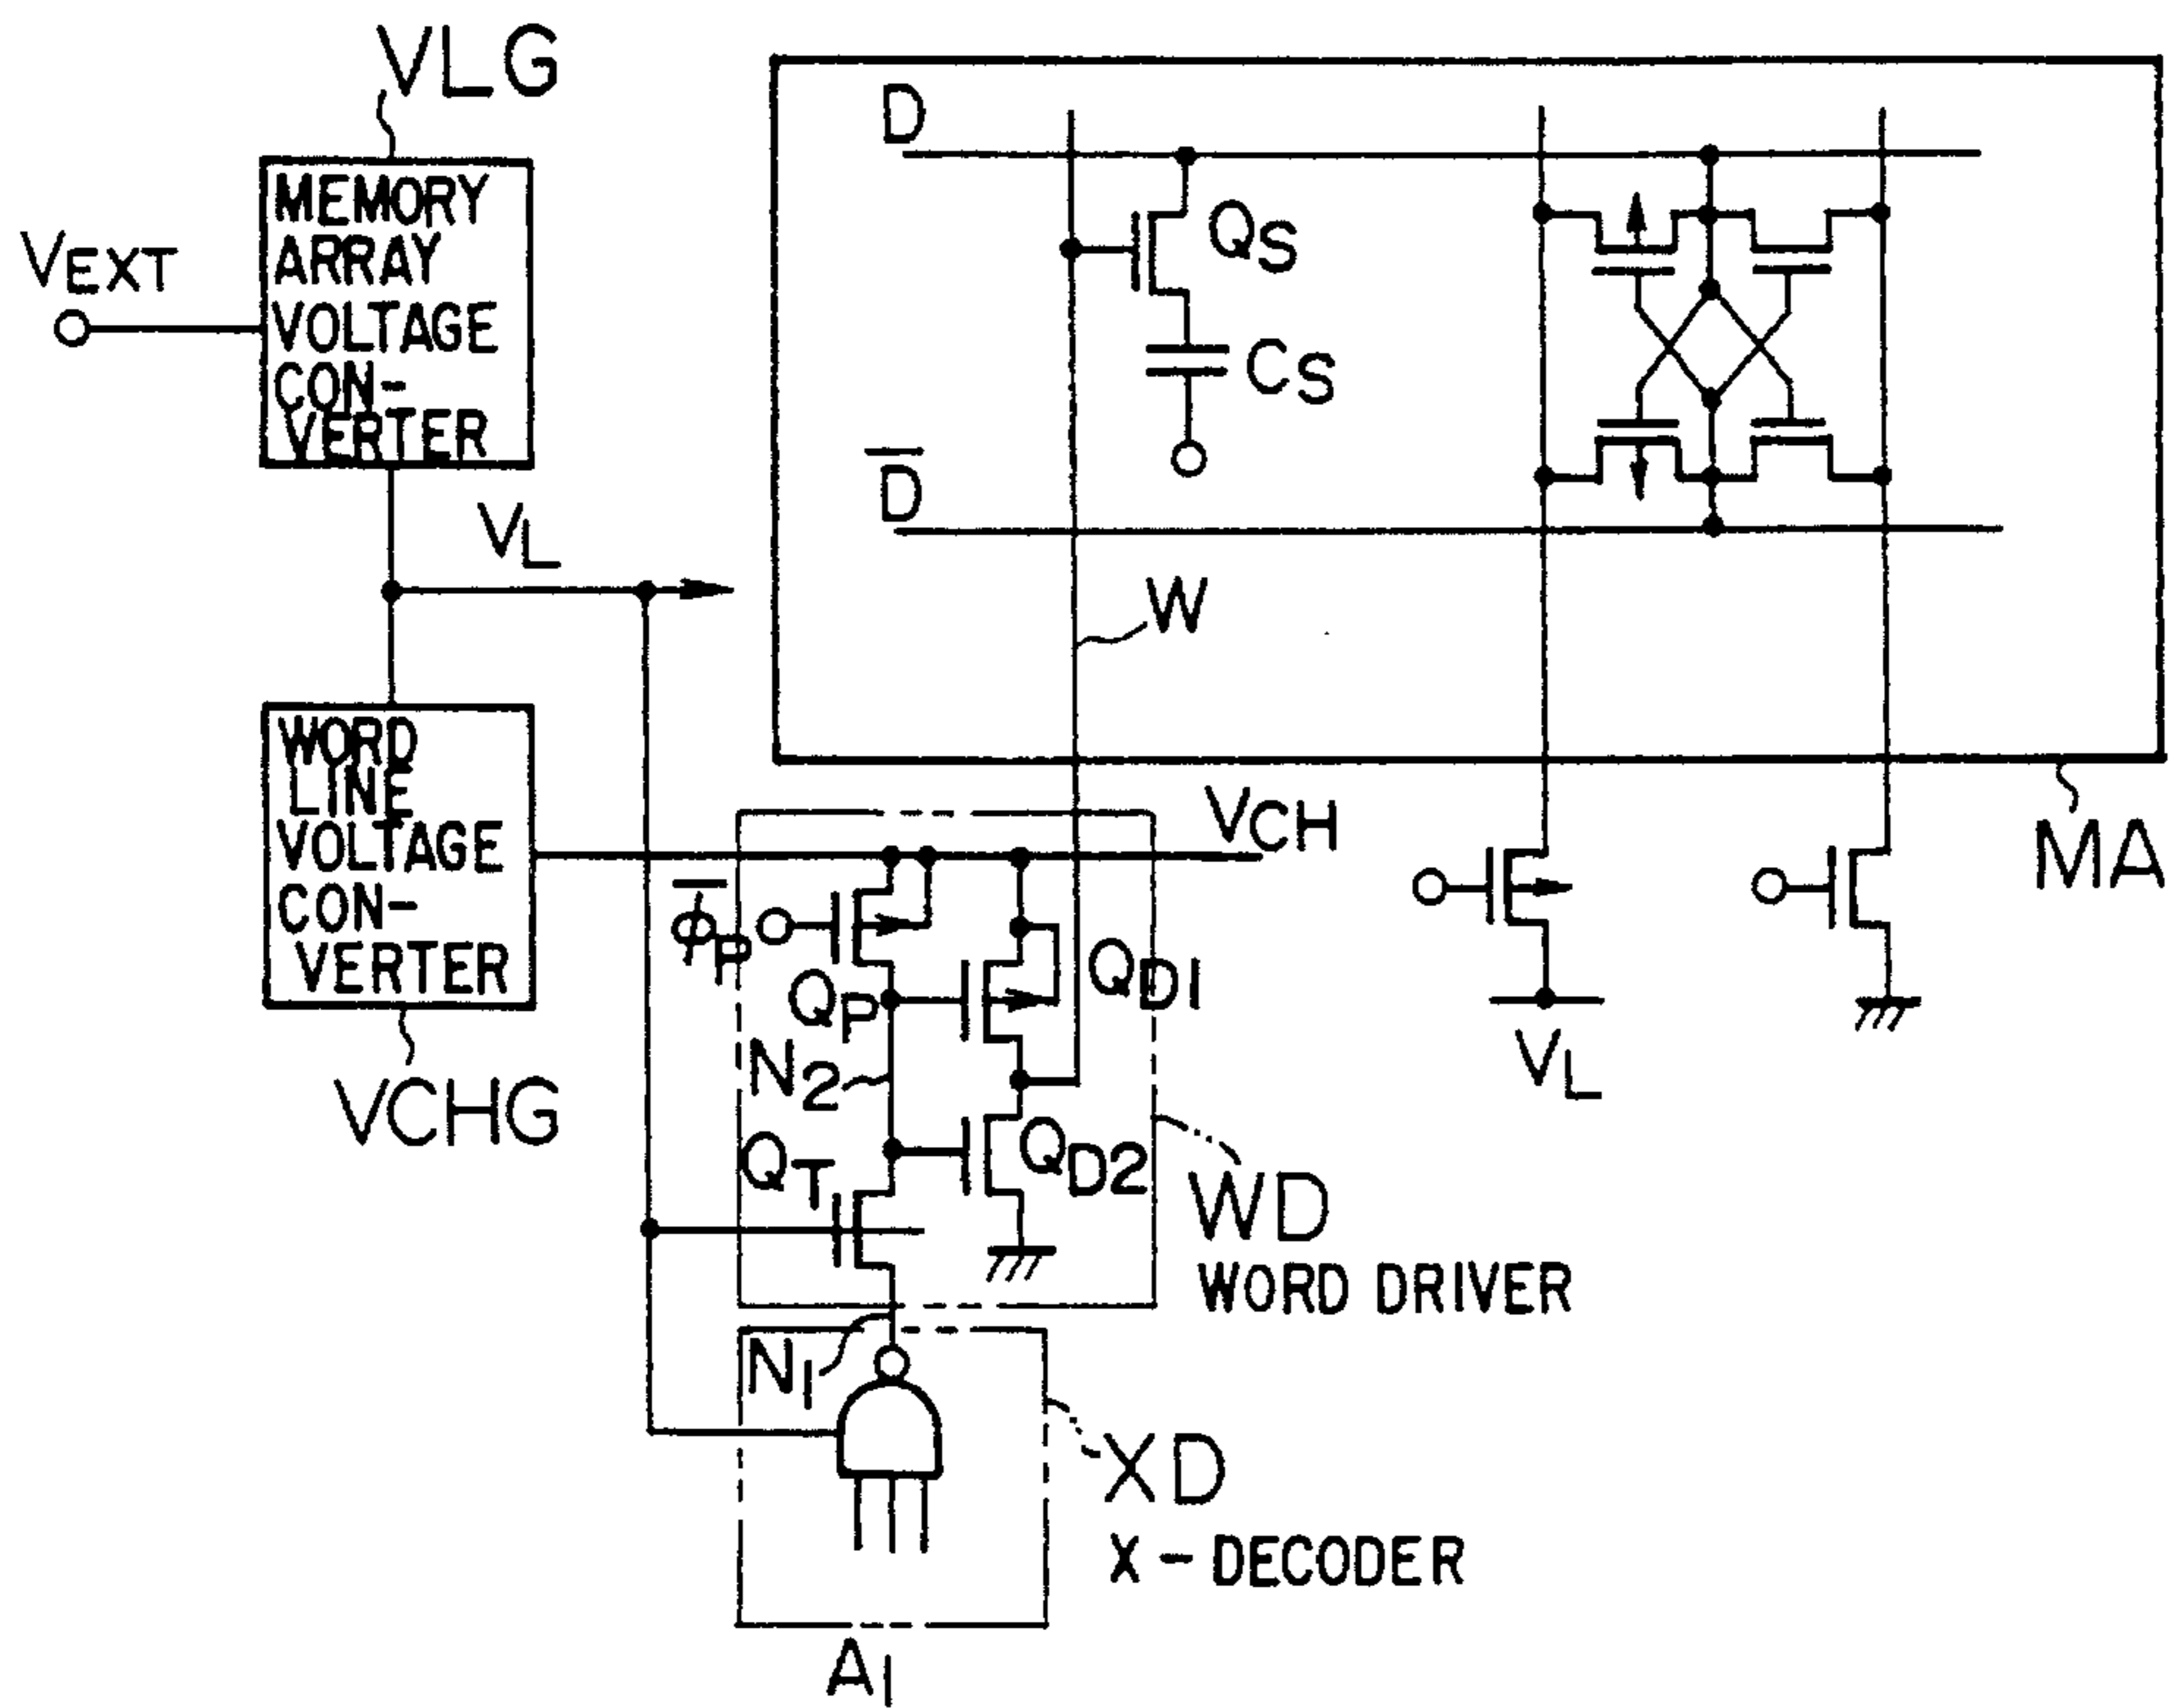 VLG
MEMORY
ARRAY
VOLTAGE
CON-
VERTER
VEXT
VL
WORD
LINE
VOLTAGE
CON-
VERTER
VCHG
D
QS
CS
D̅
W
MA
VCH
φ̅P
QP
QD1
N2
QT
QD2
VL
WD
WORD DRIVER
N1
XD
X-DECODER
A1